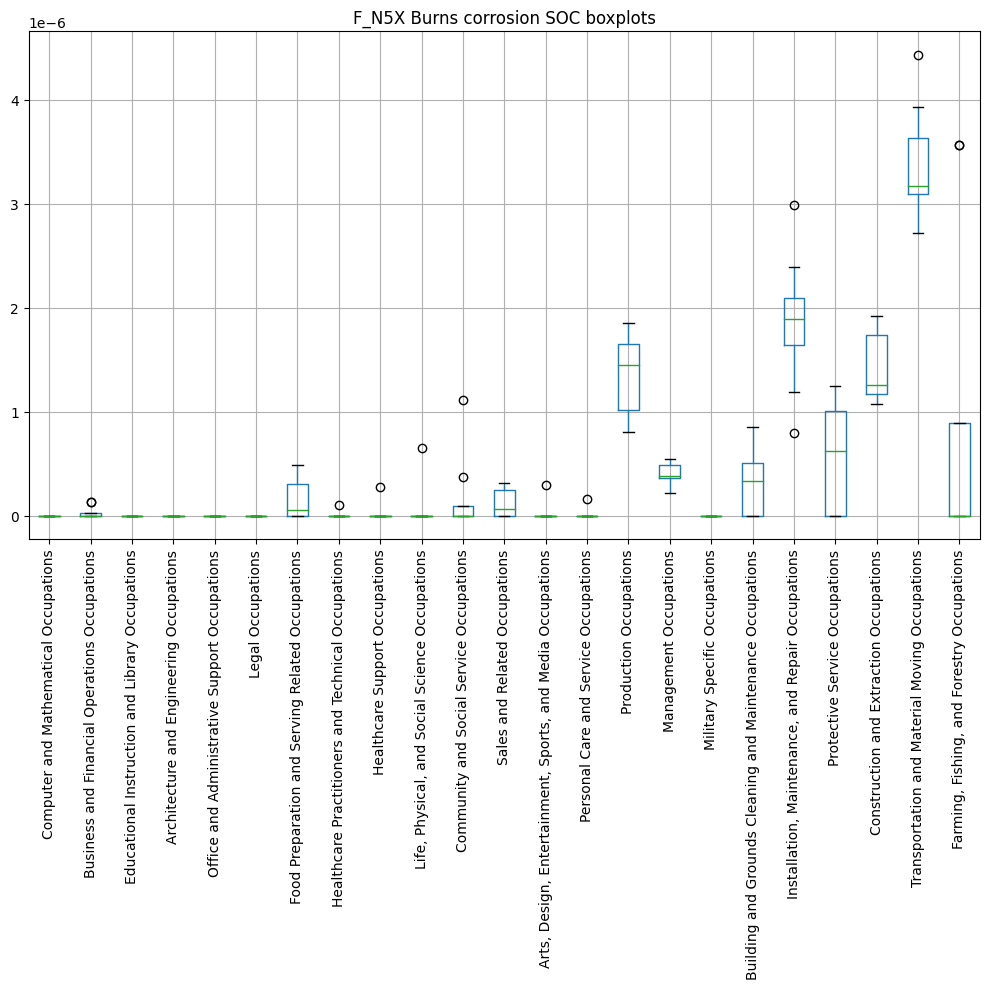 F_N5X Burns corrosion SOC boxplots
1e−6
4
3
2
1
0
Computer and Mathematical Occupations
Business and Financial Operations Occupations
Educational Instruction and Library Occupations
Architecture and Engineering Occupations
Office and Administrative Support Occupations
Legal Occupations
Food Preparation and Serving Related Occupations
Healthcare Practitioners and Technical Occupations
Healthcare Support Occupations
Life, Physical, and Social Science Occupations
Community and Social Service Occupations
Sales and Related Occupations
Arts, Design, Entertainment, Sports, and Media Occupations
Personal Care and Service Occupations
Production Occupations
Management Occupations
Military Specific Occupations
Building and Grounds Cleaning and Maintenance Occupations
Installation, Maintenance, and Repair Occupations
Protective Service Occupations
Construction and Extraction Occupations
Transportation and Material Moving Occupations
Farming, Fishing, and Forestry Occupations